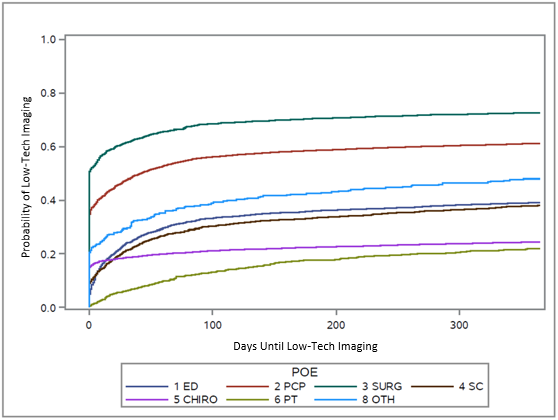 1.0
0.8
0.6
0.4
0.2
0.0
Probability of Low-Tech Imaging
0 100 200 300
Days Until Low-Tech Imaging
POE
1 ED 2 PCP 3 SURG 4 SC
5 CHIRO 6 PT 8 OTH